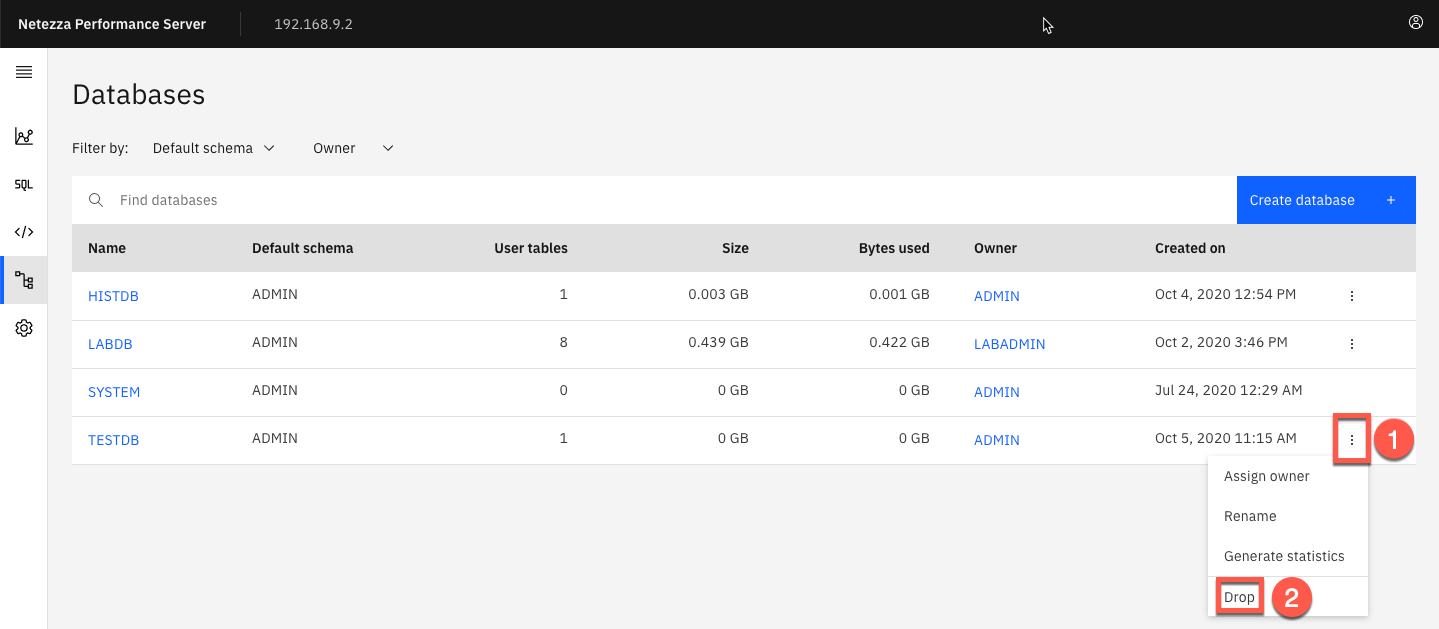 Netezza Performance Server 192.168.9.2
Databases
Filter by: Default schema Owner
SQL
Find databases Create database +
Name Default schema User tables Size Bytes used Owner Created on
</>
HISTDB ADMIN 1 0.003 GB 0.001 GB ADMIN Oct 4, 2020 12:54 PM
LABDB ADMIN 8 0.439 GB 0.422 GB LABADMIN Oct 2, 2020 3:46 PM
SYSTEM ADMIN 0 0 GB 0 GB ADMIN Jul 24, 2020 12:29 AM
TESTDB ADMIN 1 0 GB 0 GB ADMIN Oct 5, 2020 11:15 AM 1
Assign owner
Rename
Generate statistics
Drop 2